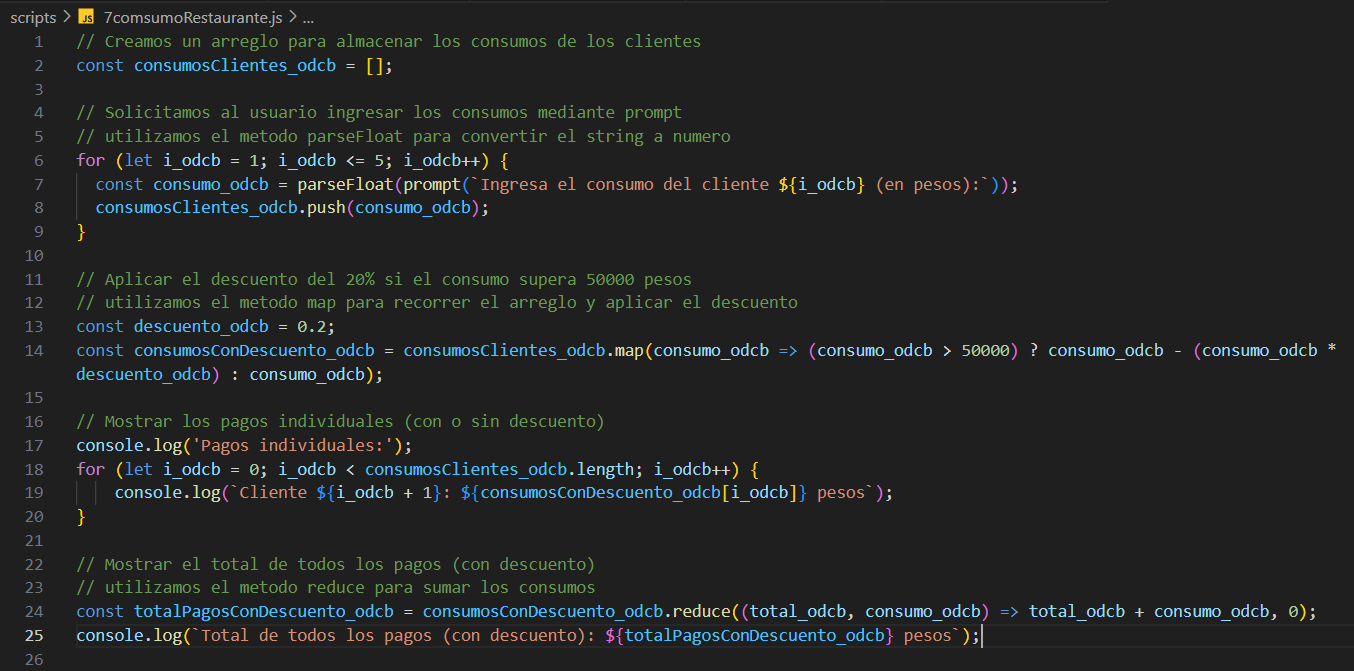 scripts > JS 7comsumoRestaurante.js > ...
1 // Creamos un arreglo para almacenar los consumos de los clientes
2 const consumosClientes_odcb = [];
3
4 // Solicitamos al usuario ingresar los consumos mediante prompt
5 // utilizamos el metodo parseFloat para convertir el string a numero
6 for (let i_odcb = 1; i_odcb <= 5; i_odcb++) {
7 const consumo_odcb = parseFloat(prompt(`Ingresa el consumo del cliente ${i_odcb} (en pesos):`));
8 consumosClientes_odcb.push(consumo_odcb);
9 }
10
11 // Aplicar el descuento del 20% si el consumo supera 50000 pesos
12 // utilizamos el metodo map para recorrer el arreglo y aplicar el descuento
13 const descuento_odcb = 0.2;
14 const consumosConDescuento_odcb = consumosClientes_odcb.map(consumo_odcb => (consumo_odcb > 50000) ? consumo_odcb - (consumo_odcb *
descuento_odcb) : consumo_odcb);
15
16 // Mostrar los pagos individuales (con o sin descuento)
17 console.log('Pagos individuales:');
18 for (let i_odcb = 0; i_odcb < consumosClientes_odcb.length; i_odcb++) {
19 console.log(`Cliente ${i_odcb + 1}: ${consumosConDescuento_odcb[i_odcb]} pesos`);
20 }
21
22 // Mostrar el total de todos los pagos (con descuento)
23 // utilizamos el metodo reduce para sumar los consumos
24 const totalPagosConDescuento_odcb = consumosConDescuento_odcb.reduce((total_odcb, consumo_odcb) => total_odcb + consumo_odcb, 0);
25 console.log(`Total de todos los pagos (con descuento): ${totalPagosConDescuento_odcb} pesos`);
26